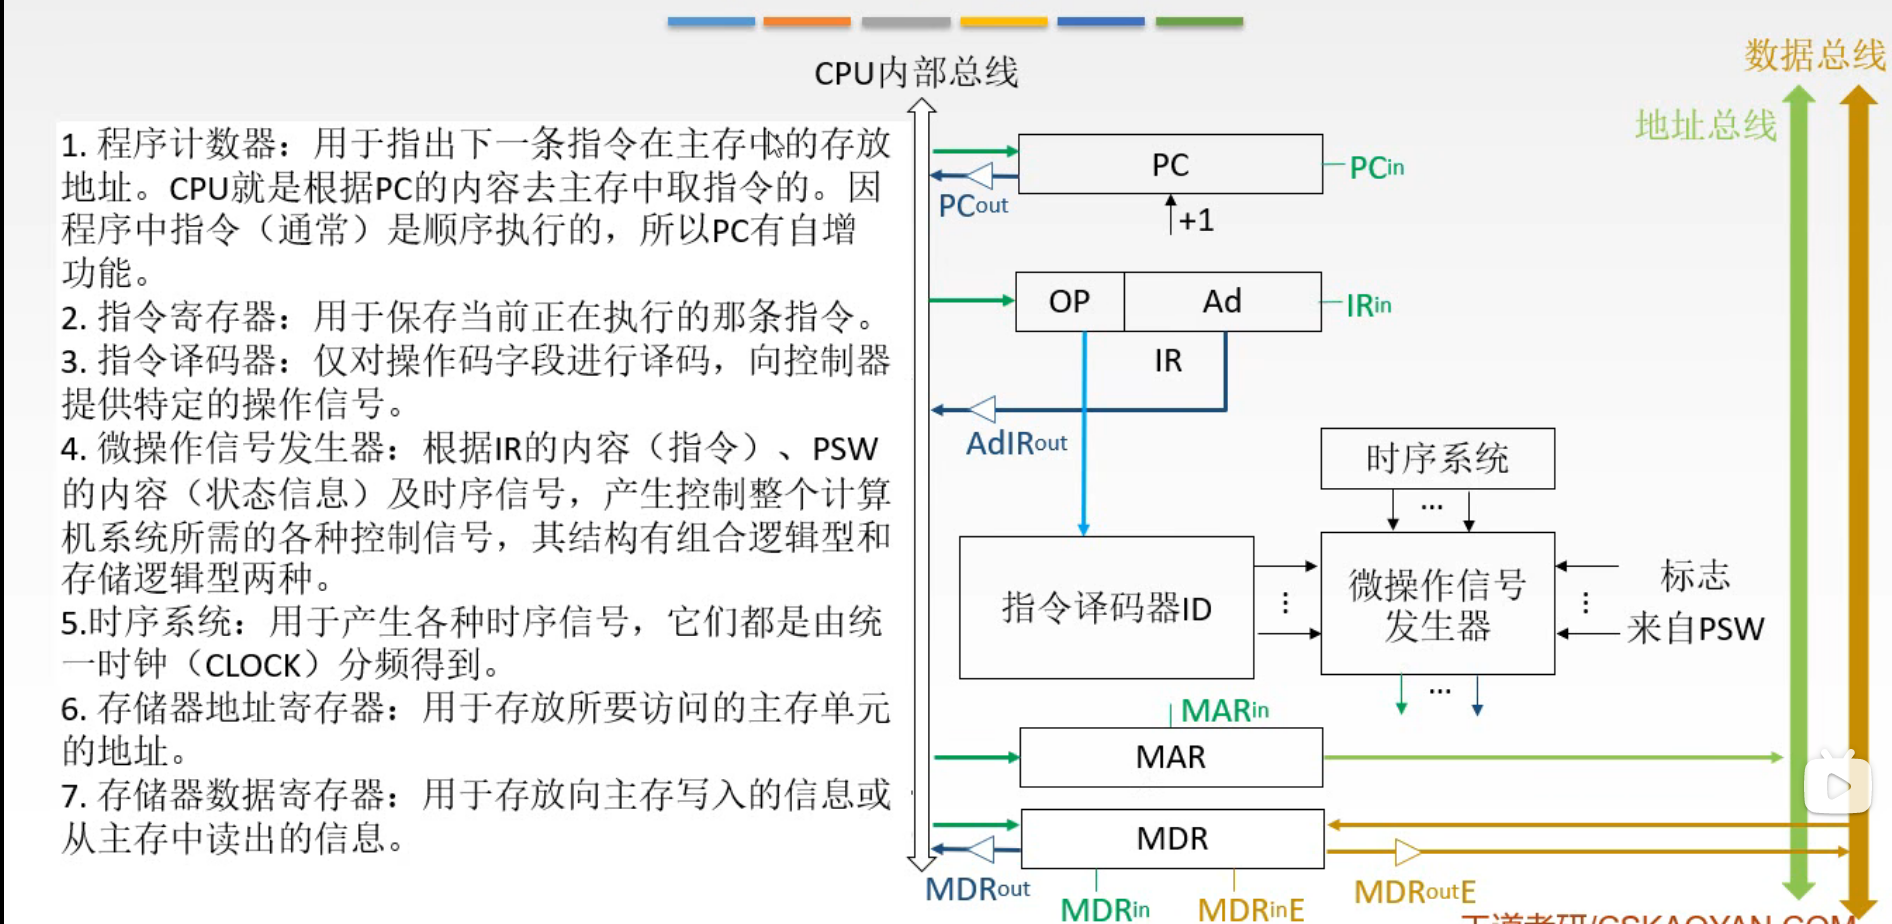 CPU内部总线
数据总线
地址总线
1. 程序计数器：用于指出下一条指令在主存中的存放
地址。CPU就是根据PC的内容去主存中取指令的。因
程序中指令（通常）是顺序执行的，所以PC有自增
功能。
2. 指令寄存器：用于保存当前正在执行的那条指令。
3. 指令译码器：仅对操作码字段进行译码，向控制器
提供特定的操作信号。
4. 微操作信号发生器：根据IR的内容（指令）、PSW
的内容（状态信息）及时序信号，产生控制整个计算
机系统所需的各种控制信号，其结构有组合逻辑型和
存储逻辑型两种。
5.时序系统：用于产生各种时序信号，它们都是由统
一时钟（CLOCK）分频得到。
6. 存储器地址寄存器：用于存放所要访问的主存单元
的地址。
7. 存储器数据寄存器：用于存放向主存写入的信息或
从主存中读出的信息。
PC
PCin
PCout
+1
OP
Ad
IRin
IR
AdIRout
时序系统
...
指令译码器ID
微操作信号
发生器
标志
来自PSW
...
MARin
MAR
MDR
MDRout
MDRin
MDRinE
MDRoutE
王道考研/CSKAOYAN.COM